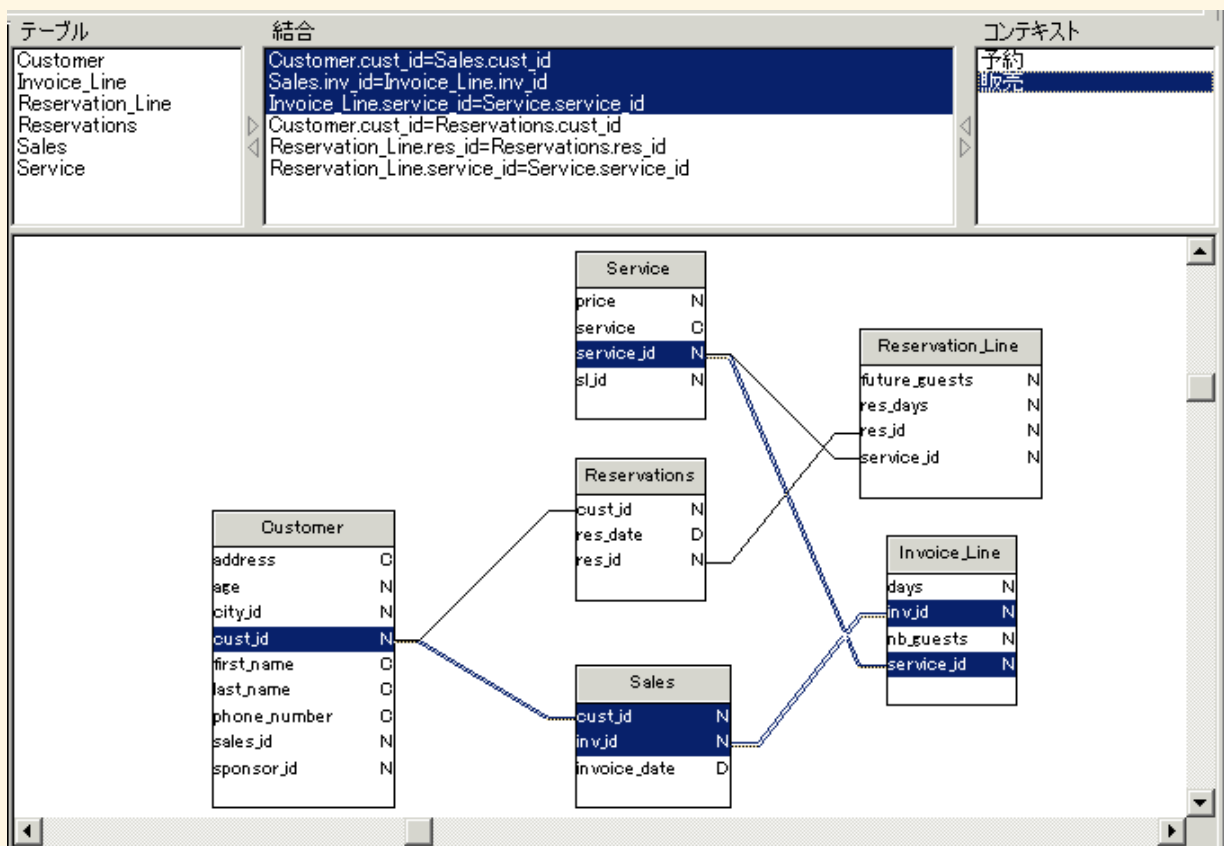 テーブル
Customer
Invoice_Line
Reservation_Line
Reservations
Sales
Service
結合
Customer.cust_id=Sales.cust_id
Sales.inv_id=Invoice_Line.inv_id
Invoice_Line.service_id=Service.service_id
Customer.cust_id=Reservations.cust_id
Reservation_Line.res_id=Reservations.res_id
Reservation_Line.service_id=Service.service_id
コンテキスト
予約
販売
Service
price N
service C
service_id N
sl_id N
Reservation_Line
future_guests N
res_days N
res_id N
service_id N
Reservations
cust_id N
res_date D
res_id N
Customer
address C
age N
city_id N
cust_id N
first_name C
last_name C
phone_number C
sales_id N
sponsor_id N
Invoice_Line
days N
inv_id N
nb_guests N
service_id N
Sales
cust_id N
inv_id N
invoice_date D